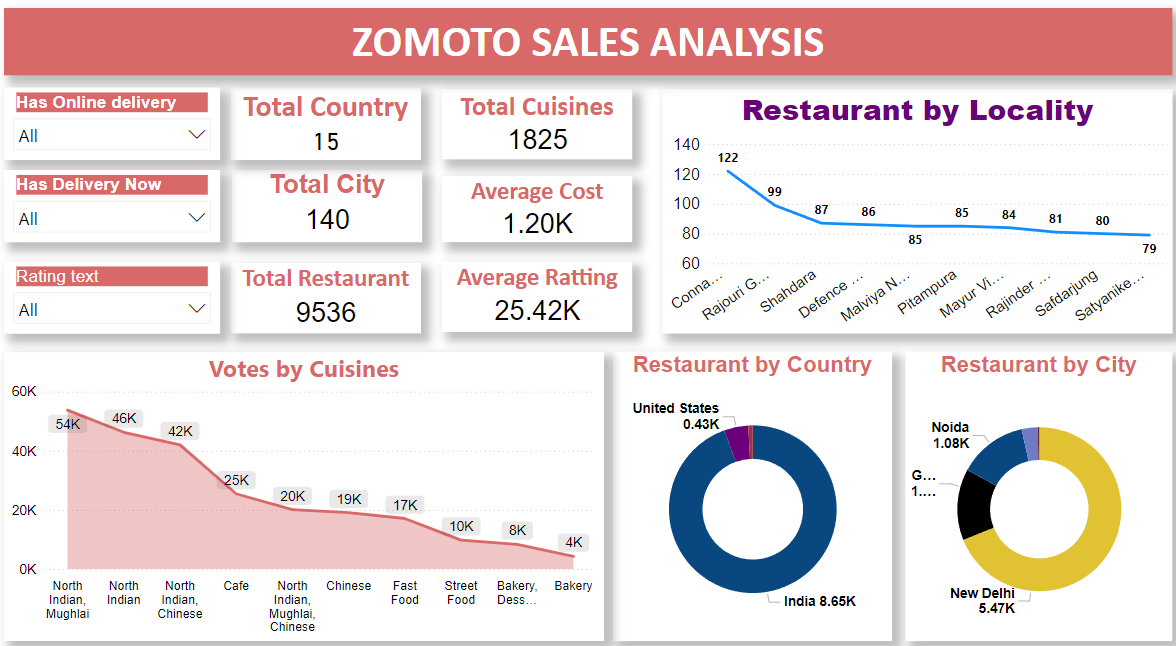 ZOMOTO SALES ANALYSIS
Has Online delivery
All
Has Delivery Now
All
Rating text
All
Total Country
15
Total City
140
Total Restaurant
9536
Total Cuisines
1825
Average Cost
1.20K
Average Ratting
25.42K
Restaurant by Locality
140
120
100
80
60
122
99
87
86
85
85
84
81
80
79
Conna...
Rajouri G...
Shahdara
Defence ...
Malviya N...
Pitampura
Mayur Vi...
Rajinder ...
Safdarjung
Satyanike...
Votes by Cuisines
60K
40K
20K
0K
54K
46K
42K
25K
20K
19K
17K
10K
8K
4K
North
Indian,
Mughlai
North
Indian
North
Indian,
Chinese
Cafe
North
Indian,
Mughlai,
Chinese
Chinese
Fast
Food
Street
Food
Bakery,
Dess...
Bakery
Restaurant by Country
United States
0.43K
India 8.65K
Restaurant by City
Noida
1.08K
G...
1....
New Delhi
5.47K